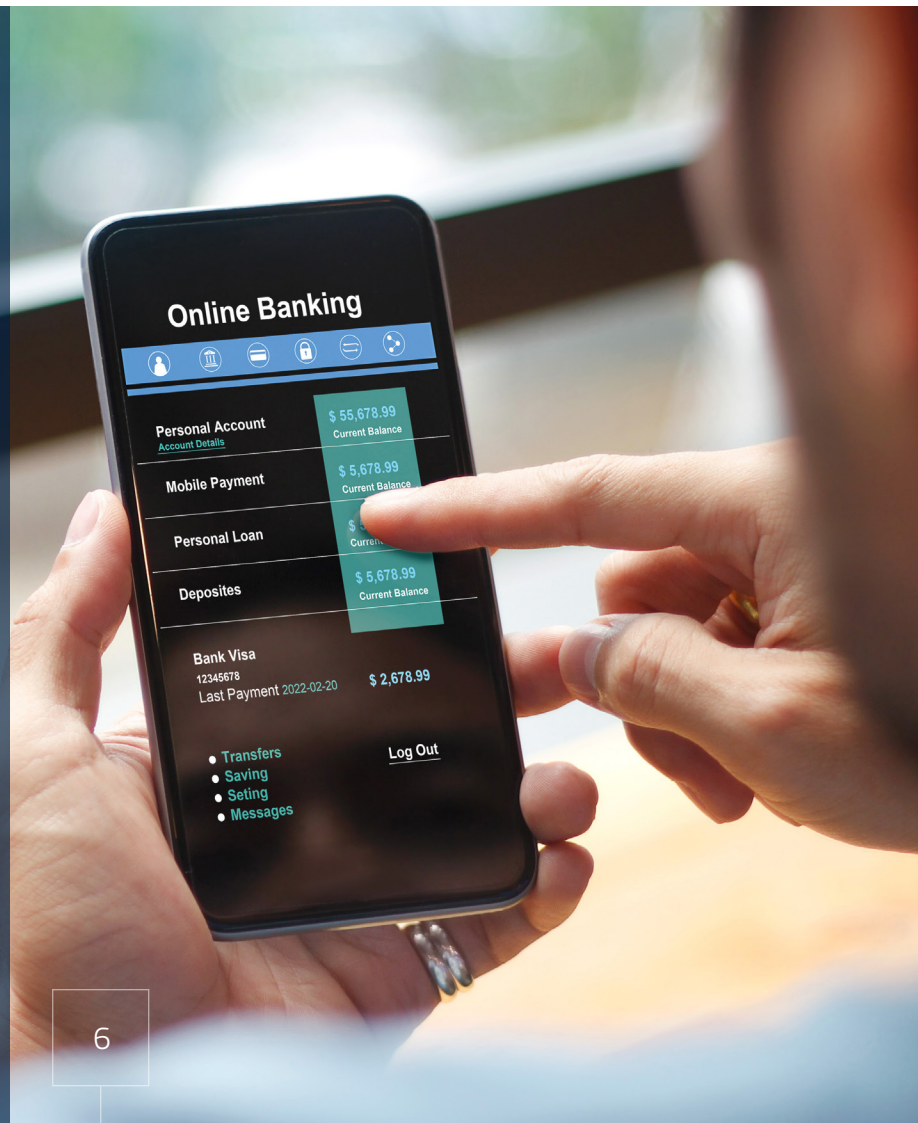 Online Banking
Personal Account
Account Details
$ 55,678.99
Current Balance
Mobile Payment
$ 5,678.99
Current Balance
Personal Loan
$
Deposites
$ 5,678.99
Current Balance
Bank Visa
12345678
Last Payment 2022-02-20
$ 2,678.99
Transfers
Saving
Seting
Messages
Log Out
6